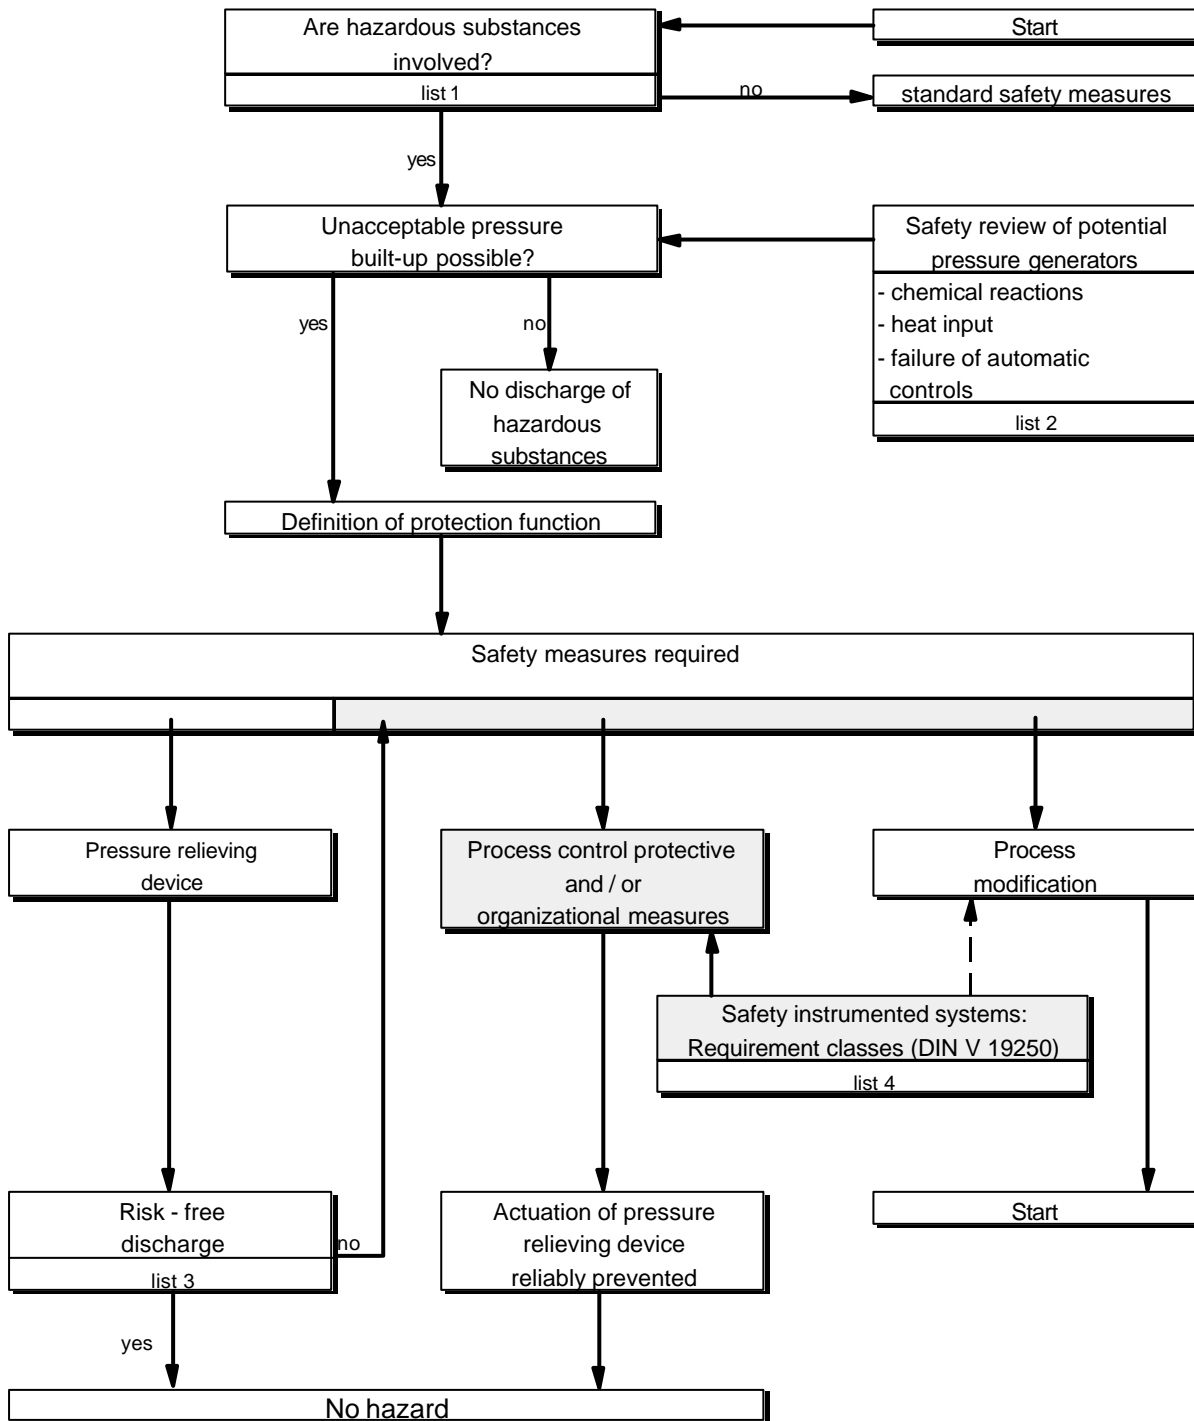 Are hazardous substances
involved?
list 1
Start
no
standard safety measures
yes
Unacceptable pressure
built-up possible?
Safety review of potential
pressure generators
- chemical reactions
- heat input
- failure of automatic
controls
list 2
yes
no
No discharge of
hazardous
substances
Definition of protection function
Safety measures required
Pressure relieving
device
Process control protective
and / or
organizational measures
Process
modification
Safety instrumented systems:
Requirement classes (DIN V 19250)
list 4
Risk - free
discharge
list 3
no
Actuation of pressure
relieving device
reliably prevented
Start
yes
No hazard